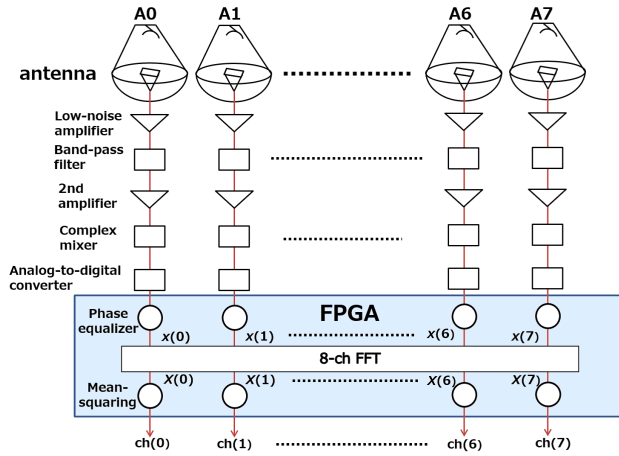 A0 A1 A6 A7
antenna
Low-noise
amplifier
Band-pass
filter
2nd
amplifier
Complex
mixer
Analog-to-digital
converter
FPGA
Phase
equalizer
x(0) x(1) x(6) x(7)
8-ch FFT
X(0) X(1) X(6) X(7)
Mean-
squaring
ch(0) ch(1) ch(6) ch(7)